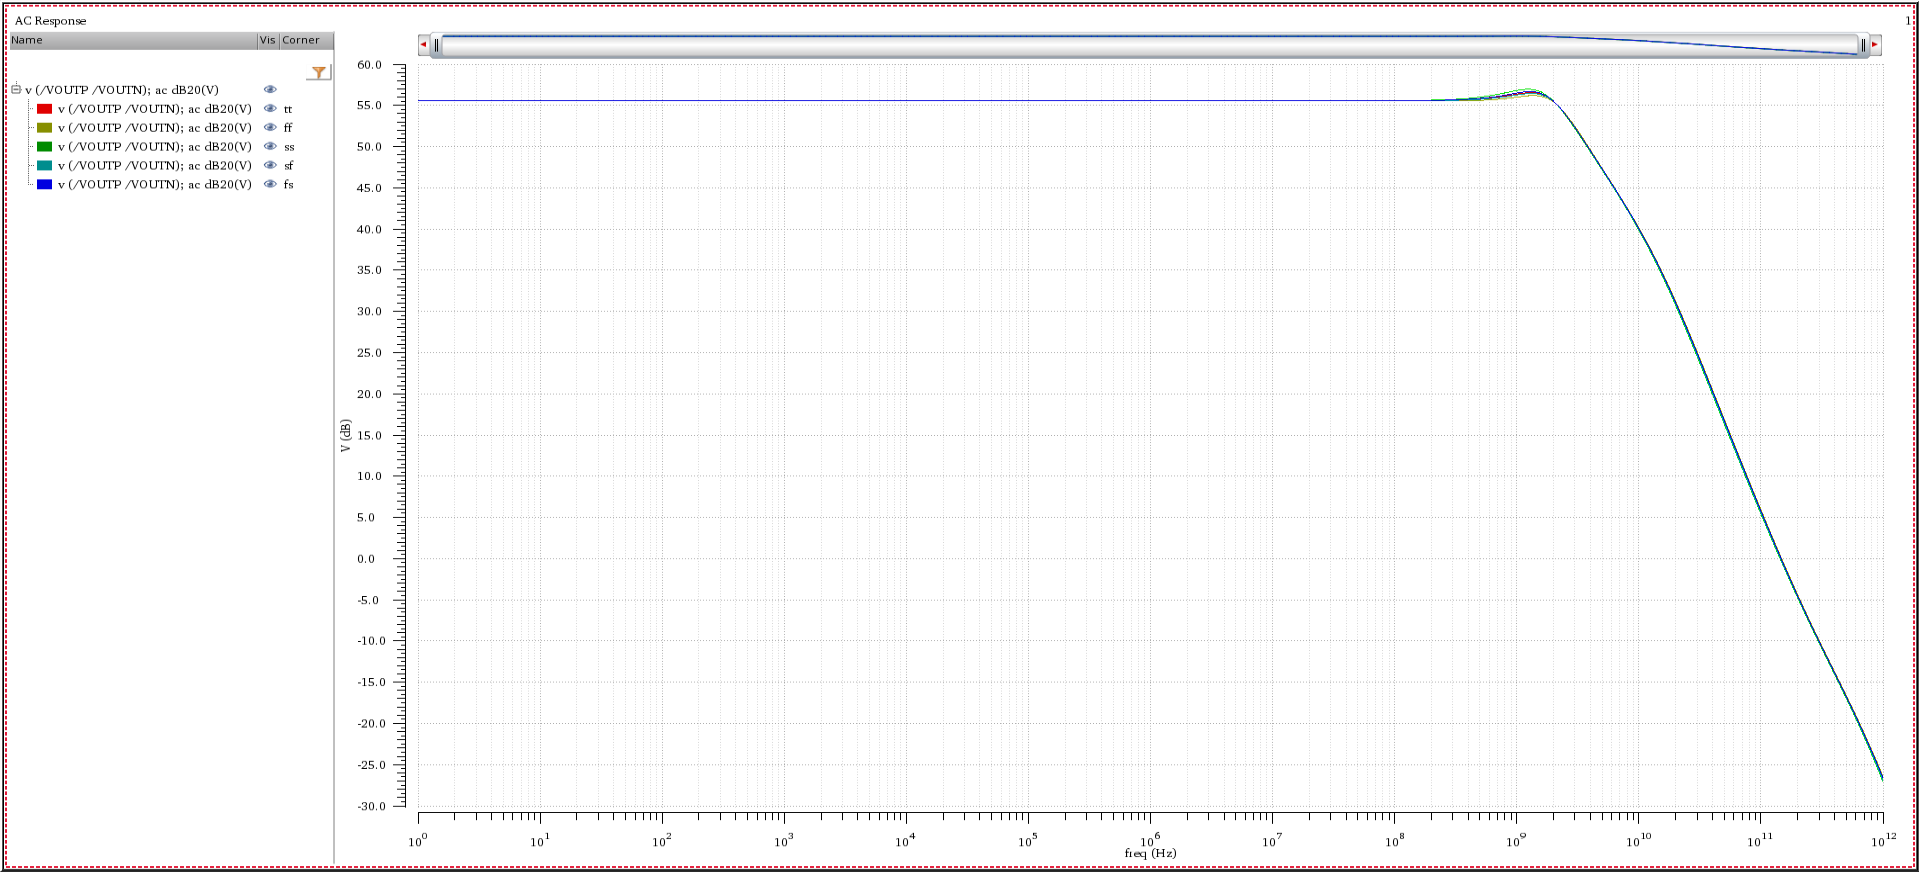 AC Response
1
Name Vis Corner
v (/VOUTP /VOUTN); ac dB20(V)
v (/VOUTP /VOUTN); ac dB20(V) tt
v (/VOUTP /VOUTN); ac dB20(V) ff
v (/VOUTP /VOUTN); ac dB20(V) ss
v (/VOUTP /VOUTN); ac dB20(V) sf
v (/VOUTP /VOUTN); ac dB20(V) fs
60.0
55.0
50.0
45.0
40.0
35.0
30.0
25.0
20.0
15.0
10.0
5.0
0.0
-5.0
-10.0
-15.0
-20.0
-25.0
-30.0
V (dB)
10⁰ 10¹ 10² 10³ 10⁴ 10⁵ 10⁶ 10⁷ 10⁸ 10⁹ 10¹⁰ 10¹¹ 10¹²
freq (Hz)